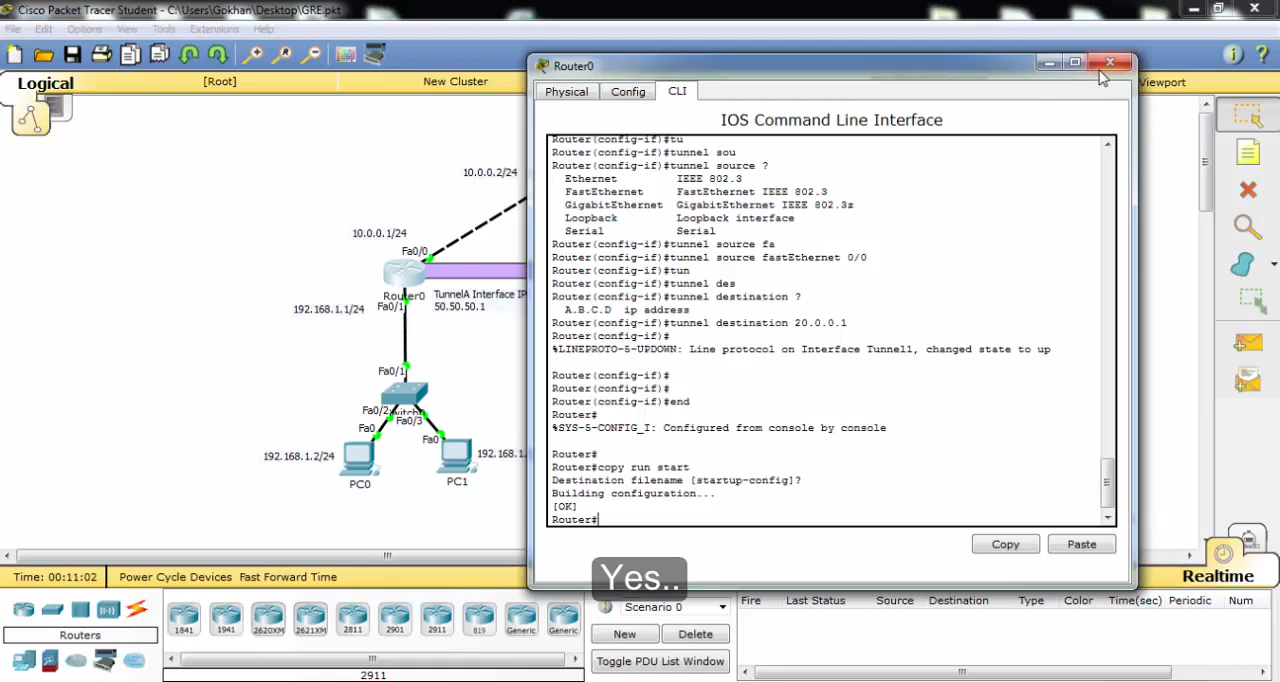 Cisco Packet Tracer Student - C:\Users\Gokhan\Desktop\GRE.pkt
File Edit Options View Tools Extensions Help
Logical
[Root]
New Cluster
Viewport
10.0.0.2/24
10.0.0.1/24
Fa0/0
Router0
TunnelA Interface IP
50.50.50.1
192.168.1.1/24
Fa0/1
Fa0/1
Fa0/2
Fa0/3
Fa0
Fa0
192.168.1.2/24
192.168.1.
PC0
PC1
Router0
Physical Config CLI
IOS Command Line Interface
Router(config-if)#tu
Router(config-if)#tunnel sou
Router(config-if)#tunnel source ?
Ethernet IEEE 802.3
FastEthernet FastEthernet IEEE 802.3
GigabitEthernet GigabitEthernet IEEE 802.3z
Loopback Loopback interface
Serial Serial
Router(config-if)#tunnel source fa
Router(config-if)#tunnel source fastEthernet 0/0
Router(config-if)#tun
Router(config-if)#tunnel des
Router(config-if)#tunnel destination ?
A.B.C.D ip address
Router(config-if)#tunnel destination 20.0.0.1
Router(config-if)#
%LINEPROTO-5-UPDOWN: Line protocol on Interface Tunnel1, changed state to up
Router(config-if)#
Router(config-if)#
Router(config-if)#end
Router#
%SYS-5-CONFIG_I: Configured from console by console
Router#
Router#copy run start
Destination filename [startup-config]?
Building configuration...
[OK]
Router#
Copy Paste
Yes..
Time: 00:11:02 Power Cycle Devices Fast Forward Time
Realtime
Routers
1841 1941 2620XM 2621XM 2811 2901 2911 819 Generic Generic
2911
Scenario 0
New Delete
Toggle PDU List Window
Fire Last Status Source Destination Type Color Time(sec) Periodic Num